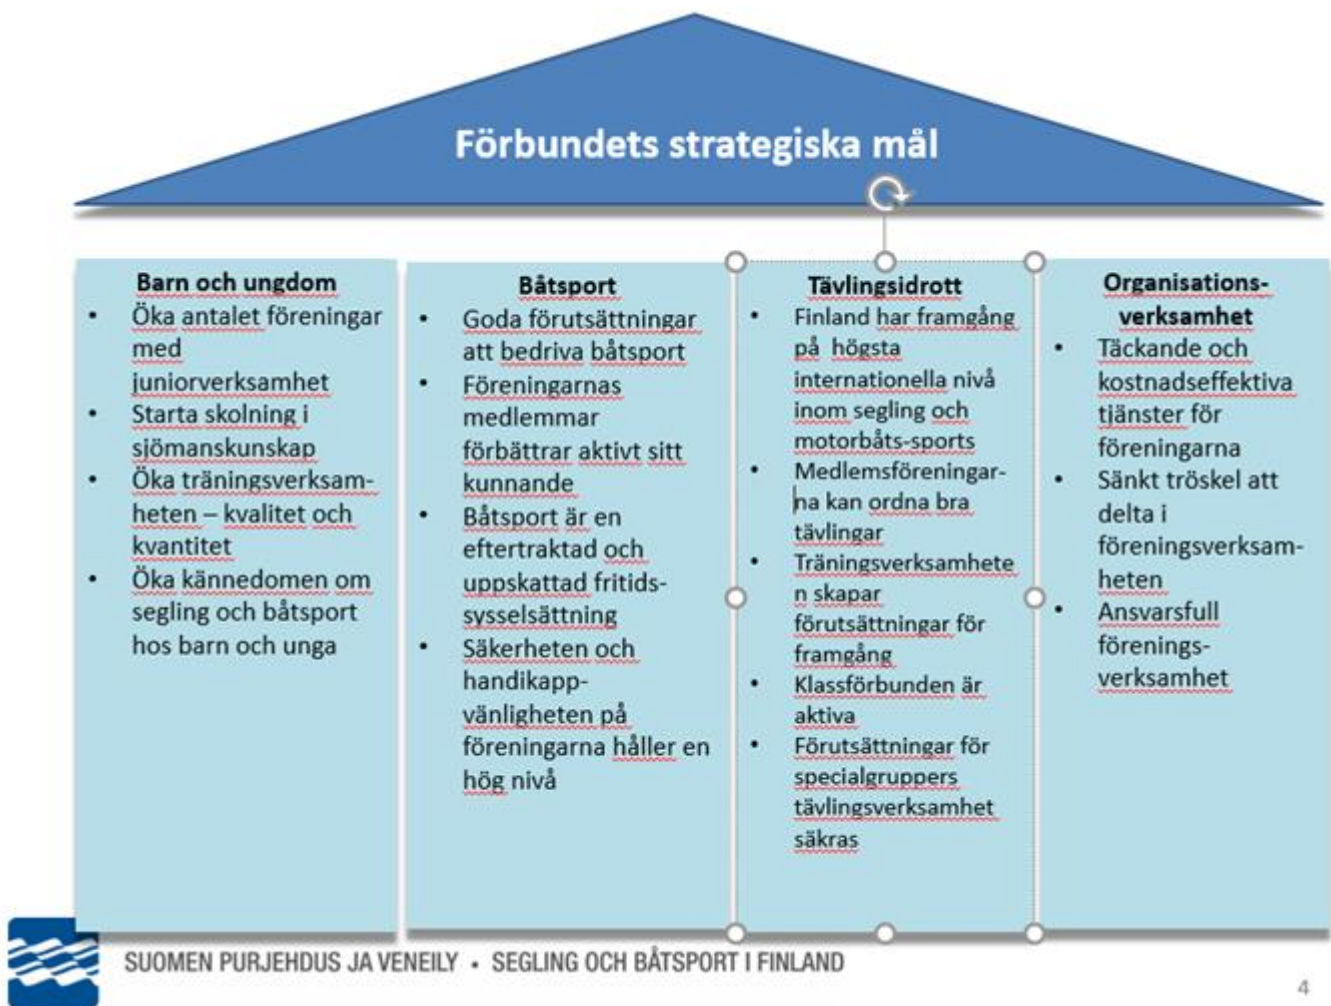 Förbundets strategiska mål
Barn och ungdom
• Öka antalet föreningar
med
juniorverksamhet
• Starta skolning i
sjömanskunskap
• Öka träningsverksam-
heten – kvalitet och
kvantitet
• Öka kännedomen om
segling och båtsport
hos barn och unga
Båtsport
• Goda förutsättningar
att bedriva båtsport
• Föreningarnas
medlemmar
förbättrar aktivt sitt
kunnande
• Båtsport är en
eftertraktad och
uppskattad fritids-
sysselsättning
• Säkerheten och
handikapp-
vänligheten på
föreningarna håller en
hög nivå
Tävlingsidrott
• Finland har framgång
på högsta
internationella nivå
inom segling och
motorbåts-sports
• Medlemsföreningar-
na kan ordna bra
tävlingar
• Träningsverksamhete
n skapar
förutsättningar för
framgång
• Klassförbunden är
aktiva
• Förutsättningar för
specialgruppers
tävlingsverksamhet
säkras
Organisations-
verksamhet
• Täckande och
kostnadseffektiva
tjänster för
föreningarna
• Sänkt tröskel att
delta i
föreningsverksam-
heten
• Ansvarsfull
förenings-
verksamhet
SUOMEN PURJEHDUS JA VENEILY • SEGLING OCH BÅTSPORT I FINLAND
4